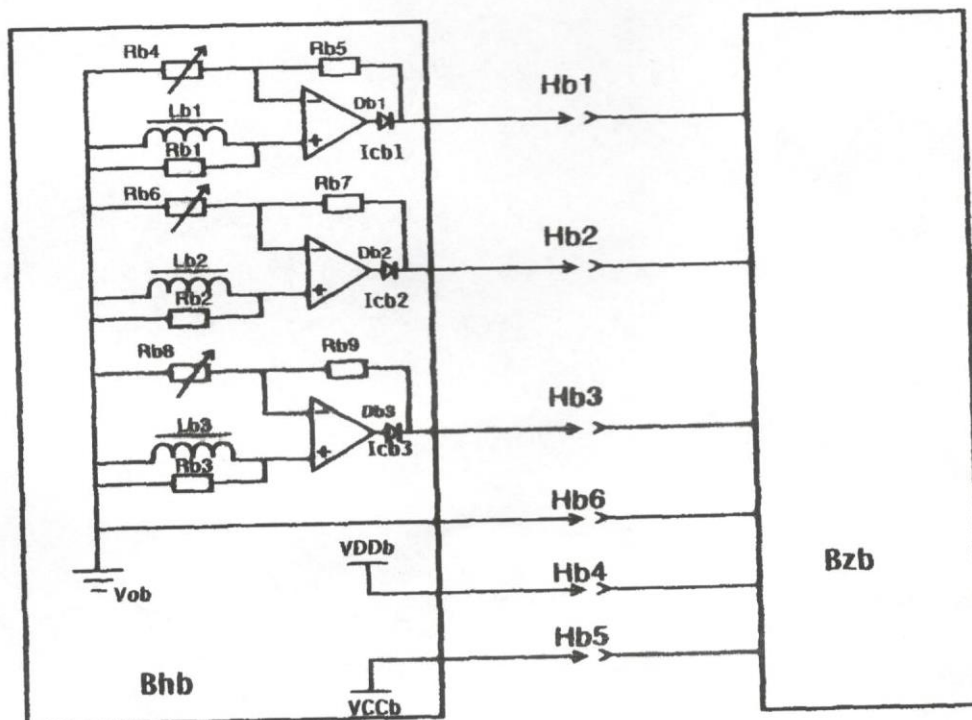 Rb4
Rb5
Hb1
Lb1
Db1
Rb1
Icb1
Rb6
Rb7
Hb2
Lb2
Db2
Rb2
Icb2
Rb8
Rb9
Hb3
Lb3
Db3
Rb3
Icb3
Hb6
VDDb
Hb4
Bzb
Vob
Hb5
Bhb
VCCb